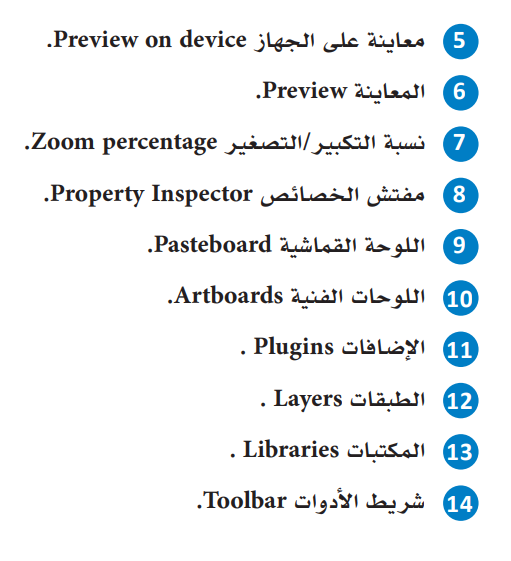 5 معاينة على الجهاز Preview on device.
6 المعاينة Preview.
7 نسبة التكبير/التصغير Zoom percentage.
8 مفتش الخصائص Property Inspector.
9 اللوحة القماشية Pasteboard.
10 اللوحات الفنية Artboards.
11 الإضافات Plugins .
12 الطبقات Layers .
13 المكتبات Libraries .
14 شريط الأدوات Toolbar.